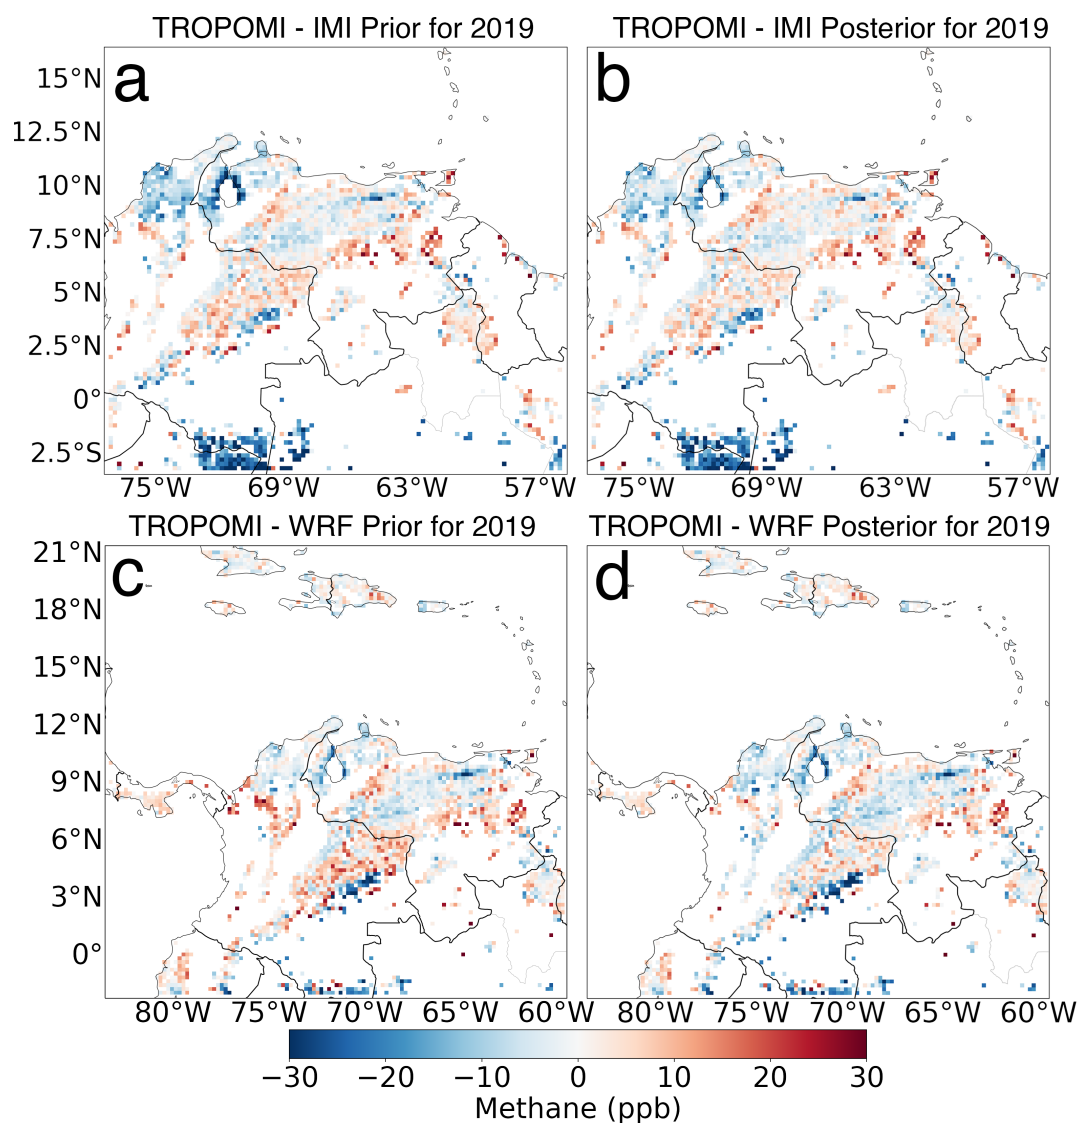 TROPOMI - IMI Prior for 2019
TROPOMI - IMI Posterior for 2019
a
b
15°N
12.5°N
10°N
7.5°N
5°N
2.5°N
0°
2.5°S
75°W 69°W 63°W 57°W
75°W 69°W 63°W 57°W
TROPOMI - WRF Prior for 2019
TROPOMI - WRF Posterior for 2019
c
d
21°N
18°N
15°N
12°N
9°N
6°N
3°N
0°
80°W 75°W 70°W 65°W 60°W
80°W 75°W 70°W 65°W 60°W
−30 −20 −10 0 10 20 30
Methane (ppb)